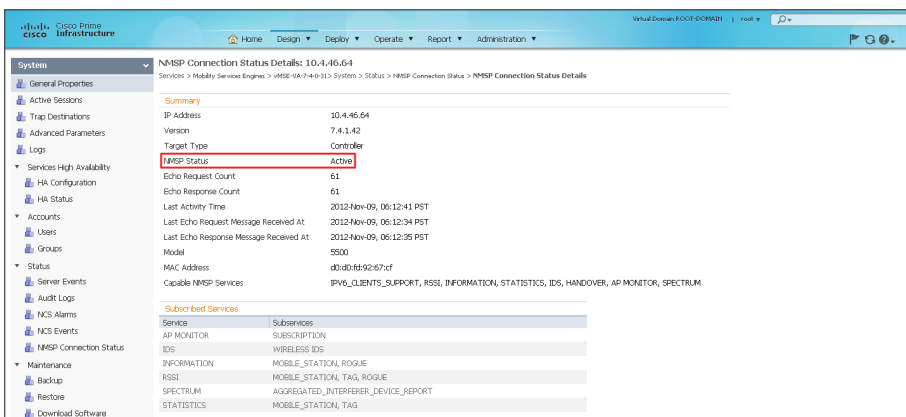 Virtual Domain ROOT-DOMAIN | root
Cisco Prime
CISCO Infrastructure
Home Design Deploy Operate Report Administration
System
General Properties
Active Sessions
Trap Destinations
Advanced Parameters
Logs
Services High Availability
HA Configuration
HA Status
Accounts
Users
Groups
Status
Server Events
Audit Logs
NCS Alarms
NCS Events
NMSP Connection Status
Maintenance
Backup
Restore
Download Software
NMSP Connection Status Details: 10.4.46.64
Services > Mobility Services Engines > vMSE-VA-7-4-0-31> System > Status > NMSP Connection Status > NMSP Connection Status Details
Summary
IP Address 10.4.46.64
Version 7.4.1.42
Target Type Controller
NMSP Status Active
Echo Request Count 61
Echo Response Count 61
Last Activity Time 2012-Nov-09, 06:12:41 PST
Last Echo Request Message Received At 2012-Nov-09, 06:12:34 PST
Last Echo Response Message Received At 2012-Nov-09, 06:12:35 PST
Model 5500
MAC Address d0:d0:fd:92:67:cf
Capable NMSP Services IPV6_CLIENTS_SUPPORT, RSSI, INFORMATION, STATISTICS, IDS, HANDOVER, AP MONITOR, SPECTRUM
Subscribed Services
Service Subservices
AP MONITOR SUBSCRIPTION
IDS WIRELESS IDS
INFORMATION MOBILE_STATION, ROGUE
RSSI MOBILE_STATION, TAG, ROGUE
SPECTRUM AGGREGATED_INTERFERER_DEVICE_REPORT
STATISTICS MOBILE_STATION, TAG